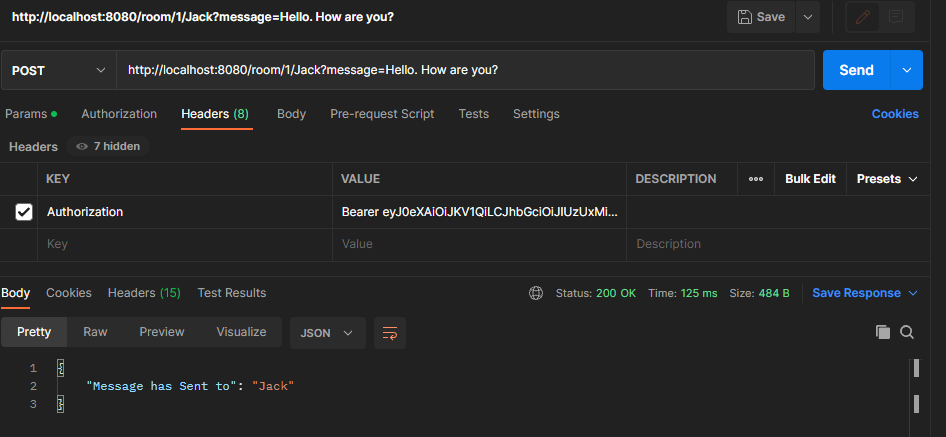 http://localhost:8080/room/1/Jack?message=Hello. How are you?
Save
POST
http://localhost:8080/room/1/Jack?message=Hello. How are you?
Send
Params Authorization Headers (8) Body Pre-request Script Tests Settings Cookies
Headers 7 hidden
KEY VALUE DESCRIPTION Bulk Edit Presets
Authorization Bearer eyJ0eXAiOiJKV1QiLCJhbGciOiJIUzUxMi...
Key Value Description
Body Cookies Headers (15) Test Results Status: 200 OK Time: 125 ms Size: 484 B Save Response
Pretty Raw Preview Visualize JSON
1 {
2 "Message has Sent to": "Jack"
3 }